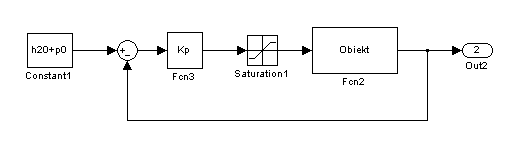 h20+p0
Constant1
+
-
Kp
Fcn3
Saturation1
Obiekt
Fcn2
2
Out2